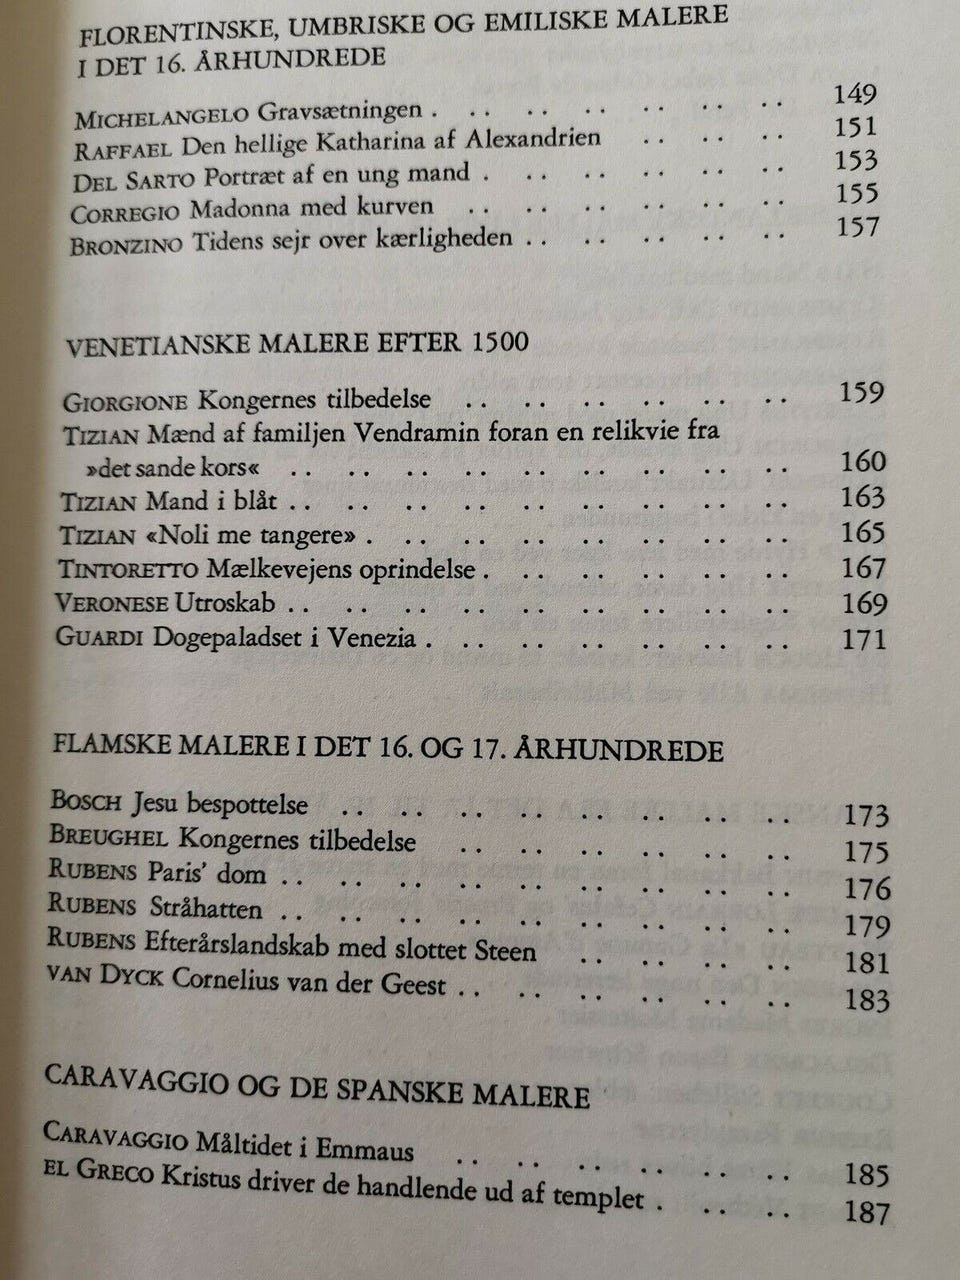 FLORENTINSKE, UMBRISKE OG EMILISKE MALERE
I DET 16. ÅRHUNDREDE
MICHELANGELO Gravsætningen . . . . . . . . . . . . . 149
RAFFAEL Den hellige Katharina af Alexandrien . . . . . . 151
DEL SARTO Portræt af en ung mand . . . . . . . . . . . 153
CORREGIO Madonna med kurven . . . . . . . . . . . . 155
BRONZINO Tidens sejr over kærligheden . . . . . . . . . . 157
VENETIANSKE MALERE EFTER 1500
GIORGIONE Kongernes tilbedelse . . . . . . . . . . . . 159
TIZIAN Mænd af familjen Vendramin foran en relikvie fra
»det sande kors« . . . . . . . . . . . . . . . . . . 160
TIZIAN Mand i blåt . . . . . . . . . . . . . . . . . . 163
TIZIAN «Noli me tangere» . . . . . . . . . . . . . . . 165
TINTORETTO Mælkevejens oprindelse . . . . . . . . . . . 167
VERONESE Utroskab . . . . . . . . . . . . . . . . . . 169
GUARDI Dogepaladset i Venezia . . . . . . . . . . . . . 171
FLAMSKE MALERE I DET 16. OG 17. ÅRHUNDREDE
BOSCH Jesu bespottelse . . . . . . . . . . . . . . . . 173
BREUGHEL Kongernes tilbedelse . . . . . . . . . . . . 175
RUBENS Paris’ dom . . . . . . . . . . . . . . . . . . 176
RUBENS Stråhatten . . . . . . . . . . . . . . . . . . 179
RUBENS Efterårslandskab med slottet Steen . . . . . . . . 181
VAN DYCK Cornelius van der Geest . . . . . . . . . . . . 183
CARAVAGGIO OG DE SPANSKE MALERE
CARAVAGGIO Måltidet i Emmaus . . . . . . . . . . . . 185
EL GRECO Kristus driver de handlende ud af templet . . . . . 187